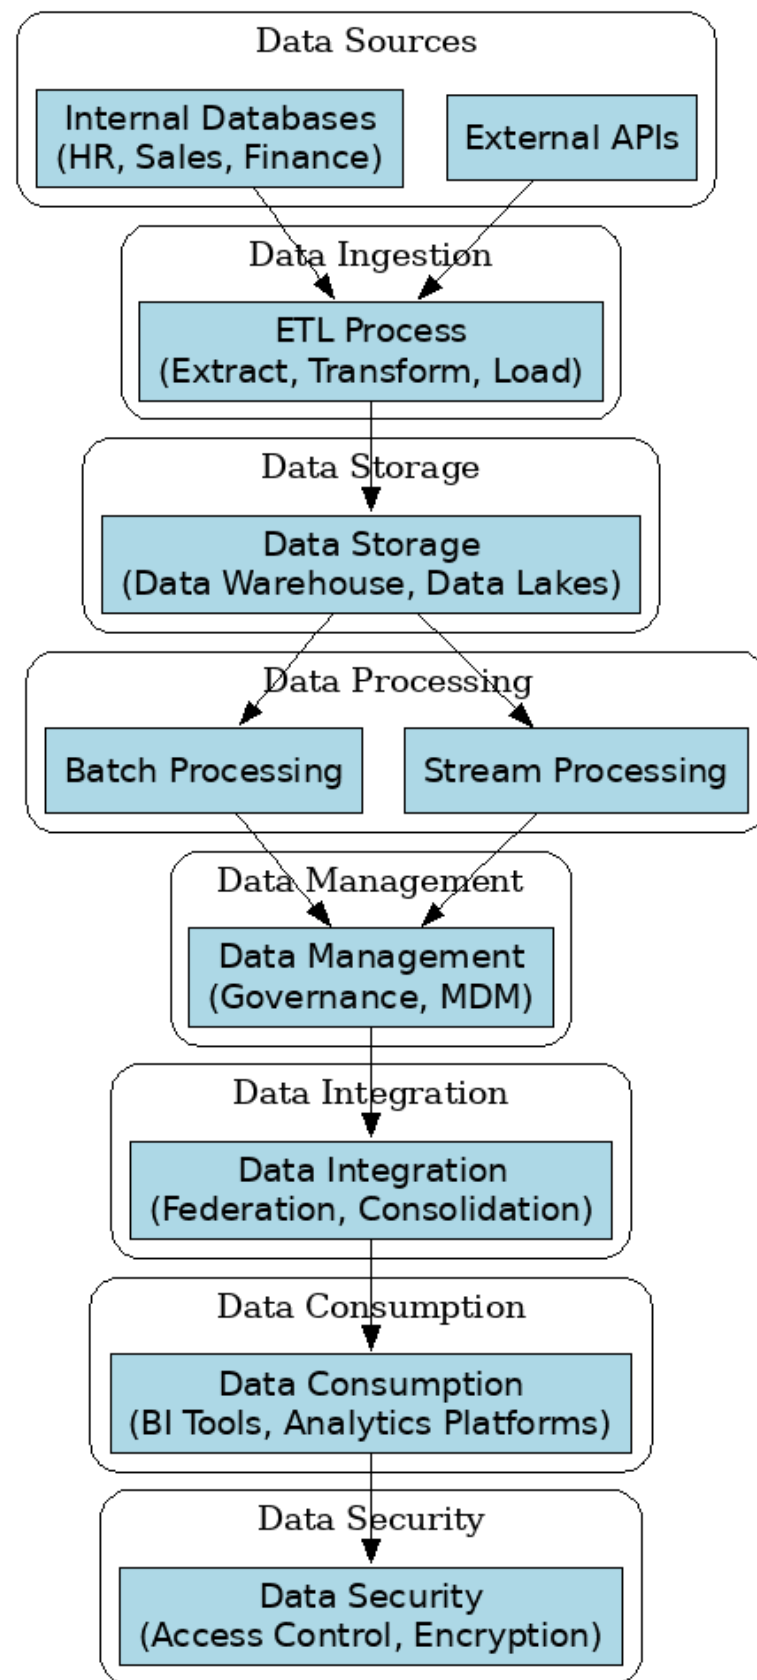 Data Sources
Internal Databases
(HR, Sales, Finance)
External APIs
Data Ingestion
ETL Process
(Extract, Transform, Load)
Data Storage
Data Storage
(Data Warehouse, Data Lakes)
Data Processing
Batch Processing
Stream Processing
Data Management
Data Management
(Governance, MDM)
Data Integration
Data Integration
(Federation, Consolidation)
Data Consumption
Data Consumption
(BI Tools, Analytics Platforms)
Data Security
Data Security
(Access Control, Encryption)